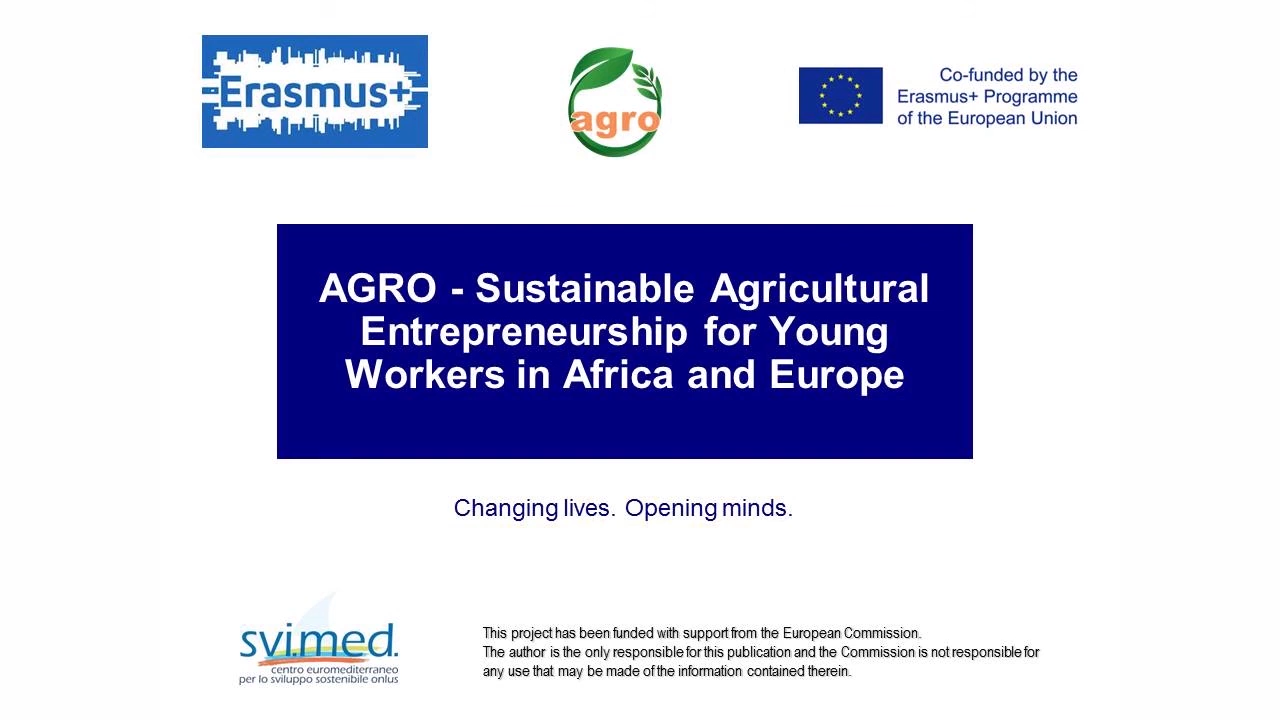 Erasmus+
agro
Co-funded by the
Erasmus+ Programme
of the European Union
AGRO - Sustainable Agricultural
Entrepreneurship for Young
Workers in Africa and Europe
Changing lives. Opening minds.
svi.med.
centro euromediterraneo
per lo sviluppo sostenibile onlus
This project has been funded with support from the European Commission.
The author is the only responsible for this publication and the Commission is not responsible for
any use that may be made of the information contained therein.